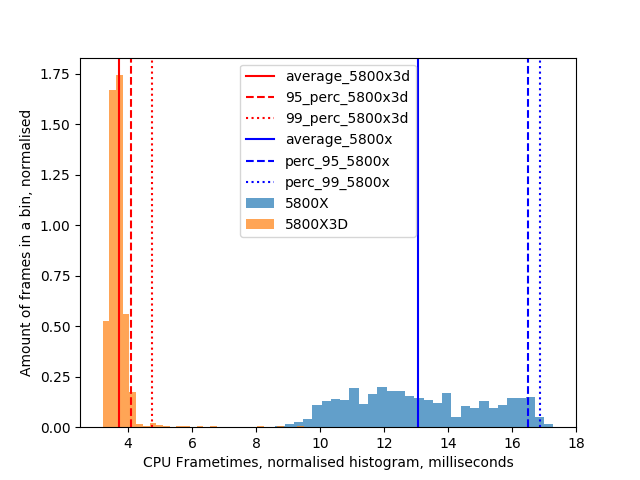 1.75
1.50
1.25
1.00
0.75
0.50
0.25
0.00
Amount of frames in a bin, normalised
average_5800x3d
95_perc_5800x3d
99_perc_5800x3d
average_5800x
perc_95_5800x
perc_99_5800x
5800X
5800X3D
4 6 8 10 12 14 16 18
CPU Frametimes, normalised histogram, milliseconds